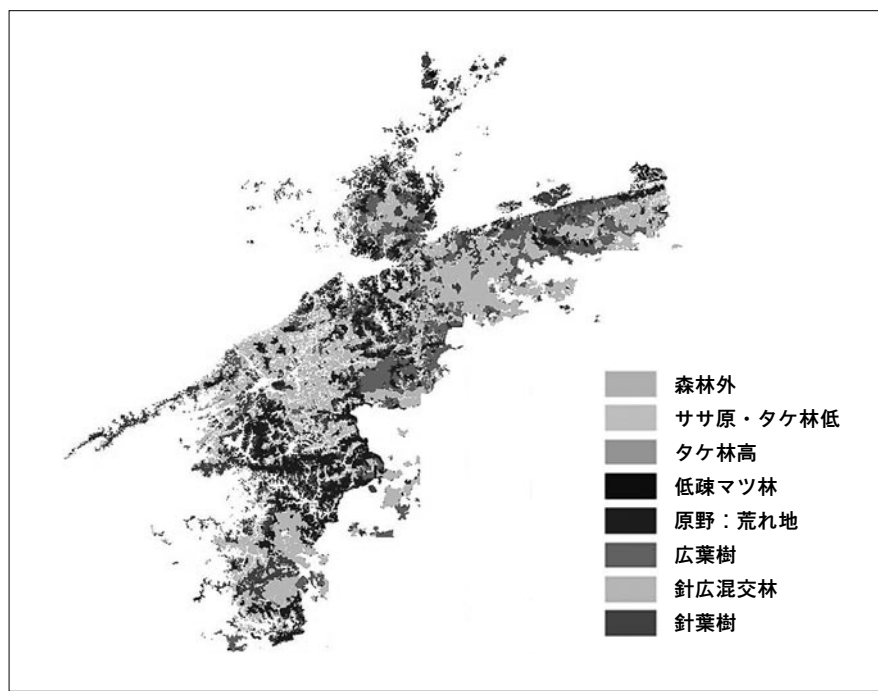 森林外
ササ原・タケ林低
タケ林高
低疎マツ林
原野：荒れ地
広葉樹
針広混交林
針葉樹